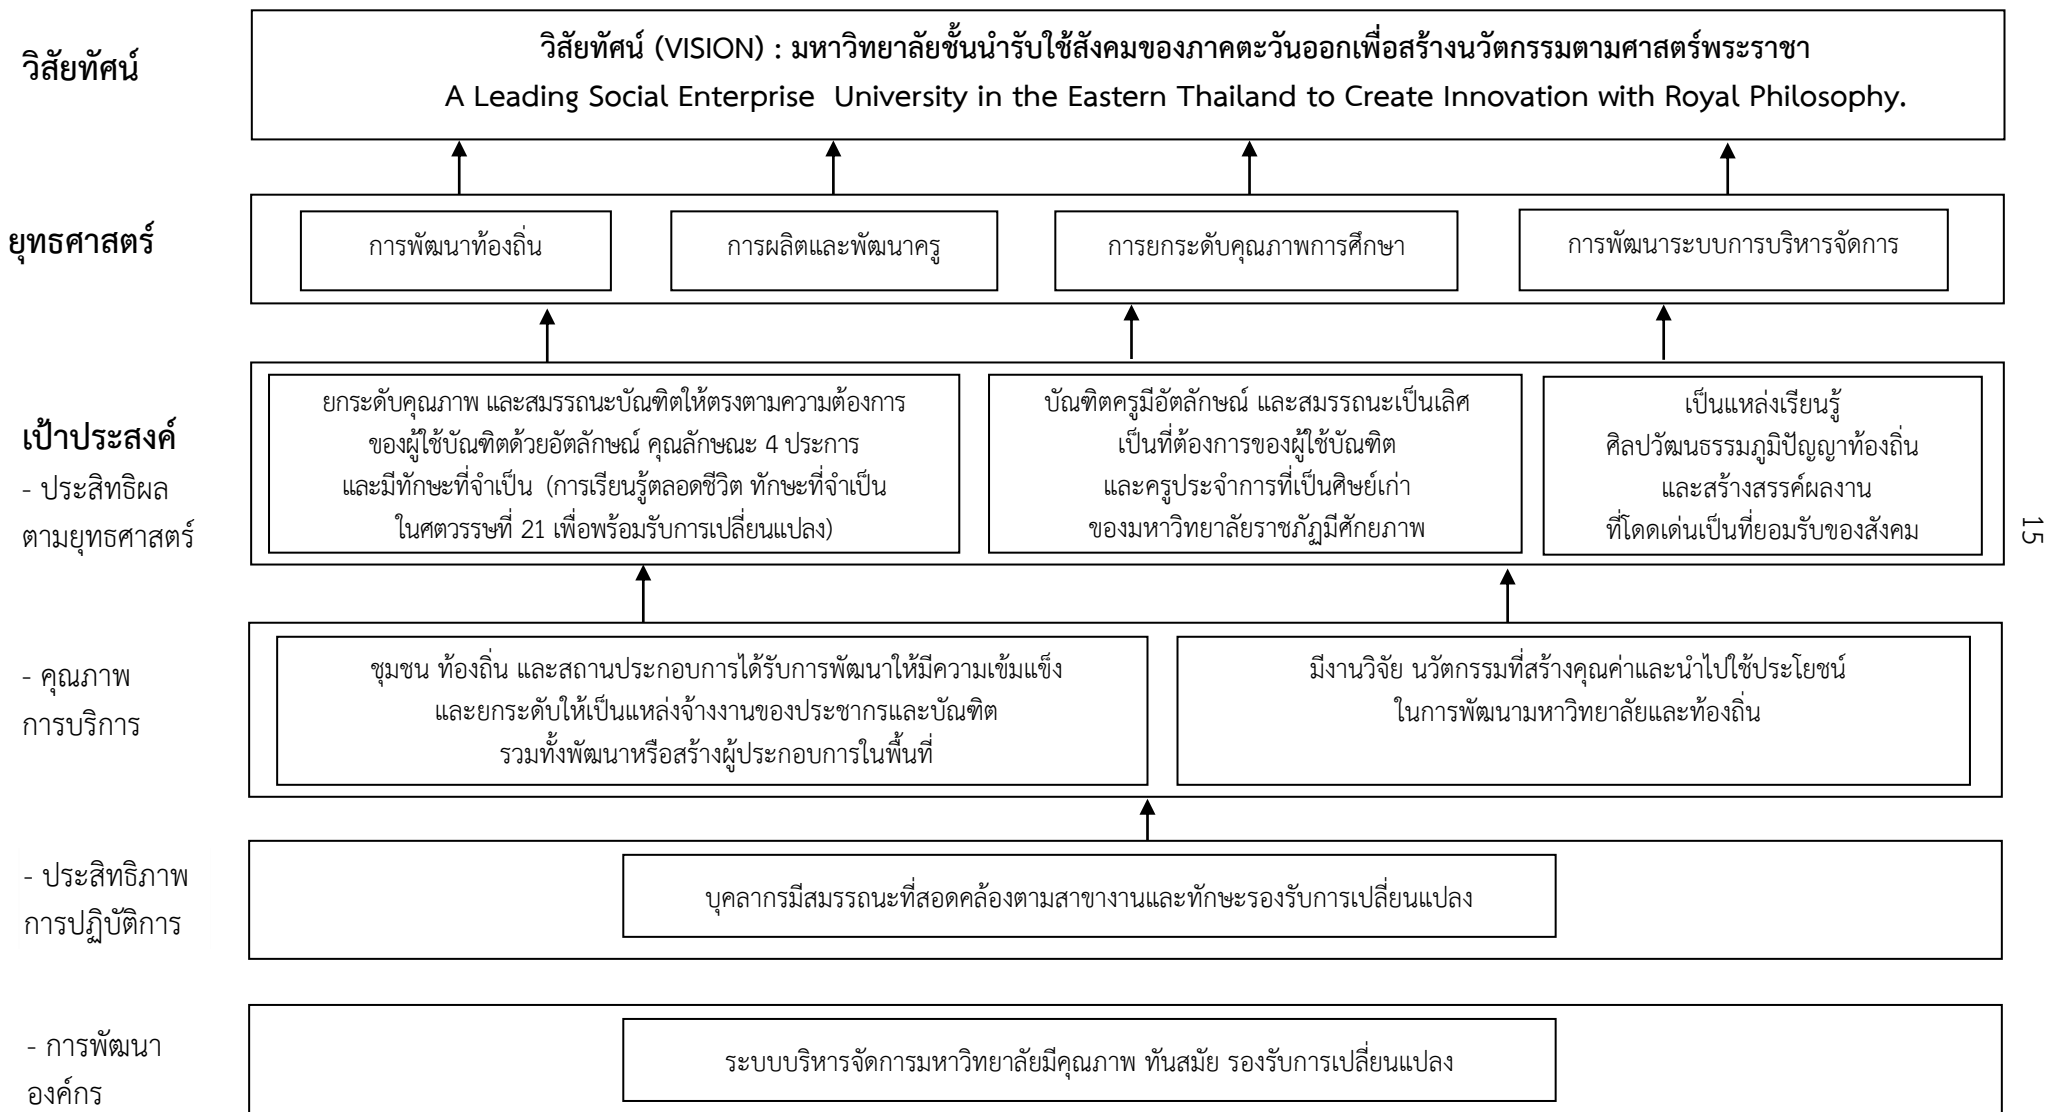 วิสัยทัศน์
วิสัยทัศน์ (VISION) : มหาวิทยาลัยชั้นนำรับใช้สังคมของภาคตะวันออกเพื่อสร้างนวัตกรรมตามศาสตร์พระราชา
A Leading Social Enterprise University in the Eastern Thailand to Create Innovation with Royal Philosophy.
ยุทธศาสตร์
การพัฒนาท้องถิ่น
การผลิตและพัฒนาครู
การยกระดับคุณภาพการศึกษา
การพัฒนาระบบการบริหารจัดการ
เป้าประสงค์
- ประสิทธิผล
ตามยุทธศาสตร์
ยกระดับคุณภาพ และสมรรถนะบัณฑิตให้ตรงตามความต้องการ
ของผู้ใช้บัณฑิตด้วยอัตลักษณ์ คุณลักษณะ 4 ประการ
และมีทักษะที่จำเป็น (การเรียนรู้ตลอดชีวิต ทักษะที่จำเป็น
ในศตวรรษที่ 21 เพื่อพร้อมรับการเปลี่ยนแปลง)
บัณฑิตครูมีอัตลักษณ์ และสมรรถนะเป็นเลิศ
เป็นที่ต้องการของผู้ใช้บัณฑิต
และครูประจำการที่เป็นศิษย์เก่า
ของมหาวิทยาลัยราชภัฏมีศักยภาพ
เป็นแหล่งเรียนรู้
ศิลปวัฒนธรรมภูมิปัญญาท้องถิ่น
และสร้างสรรค์ผลงาน
ที่โดดเด่นเป็นที่ยอมรับของสังคม
15
- คุณภาพ
การบริการ
ชุมชน ท้องถิ่น และสถานประกอบการได้รับการพัฒนาให้มีความเข้มแข็ง
และยกระดับให้เป็นแหล่งจ้างงานของประชากรและบัณฑิต
รวมทั้งพัฒนาหรือสร้างผู้ประกอบการในพื้นที่
มีงานวิจัย นวัตกรรมที่สร้างคุณค่าและนำไปใช้ประโยชน์
ในการพัฒนามหาวิทยาลัยและท้องถิ่น
- ประสิทธิภาพ
การปฏิบัติการ
บุคลากรมีสมรรถนะที่สอดคล้องตามสาขางานและทักษะรองรับการเปลี่ยนแปลง
- การพัฒนา
องค์กร
ระบบบริหารจัดการมหาวิทยาลัยมีคุณภาพ ทันสมัย รองรับการเปลี่ยนแปลง